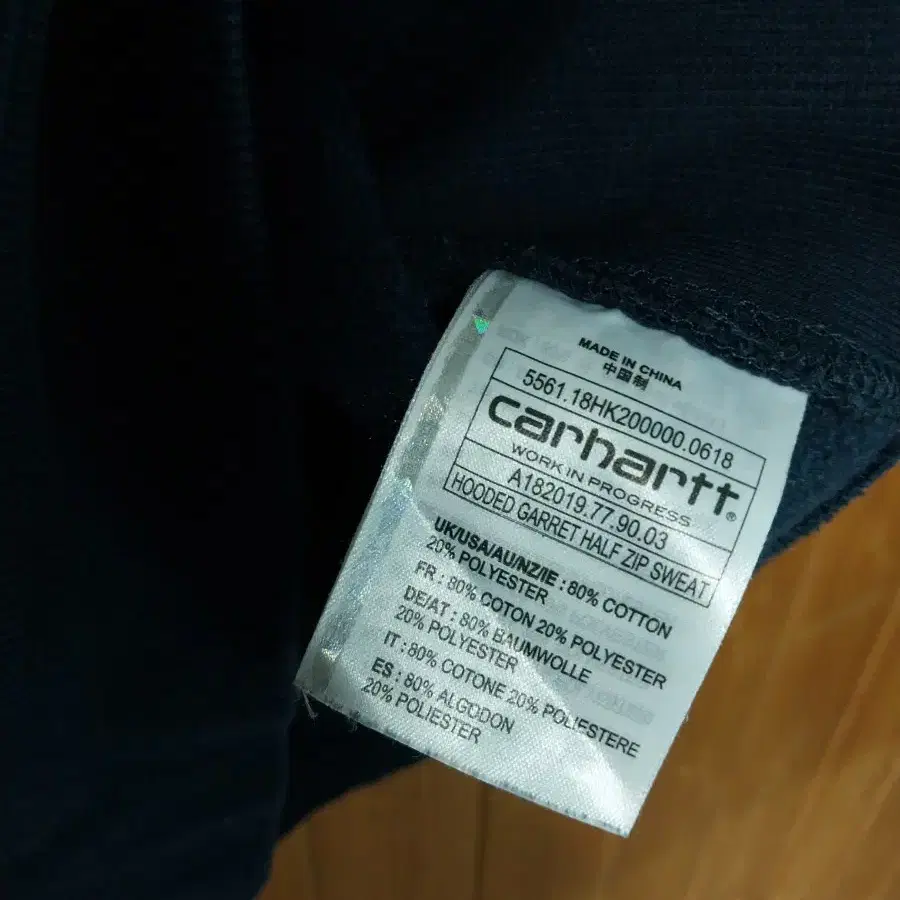 MADE IN CHINA
中国制
5561.18HK200000.0618
carhartt®
WORK IN PROGRESS
A182019.77.90.03
HOODED GARRET HALF ZIP SWEAT
UK/USA/AU/NZ/IE : 80% COTTON
20% POLYESTER
FR : 80% COTON 20% POLYESTER
DE/AT : 80% BAUMWOLLE
20% POLYESTER
IT : 80% COTONE 20% POLIESTERE
ES : 80% ALGODON
20% POLIESTER